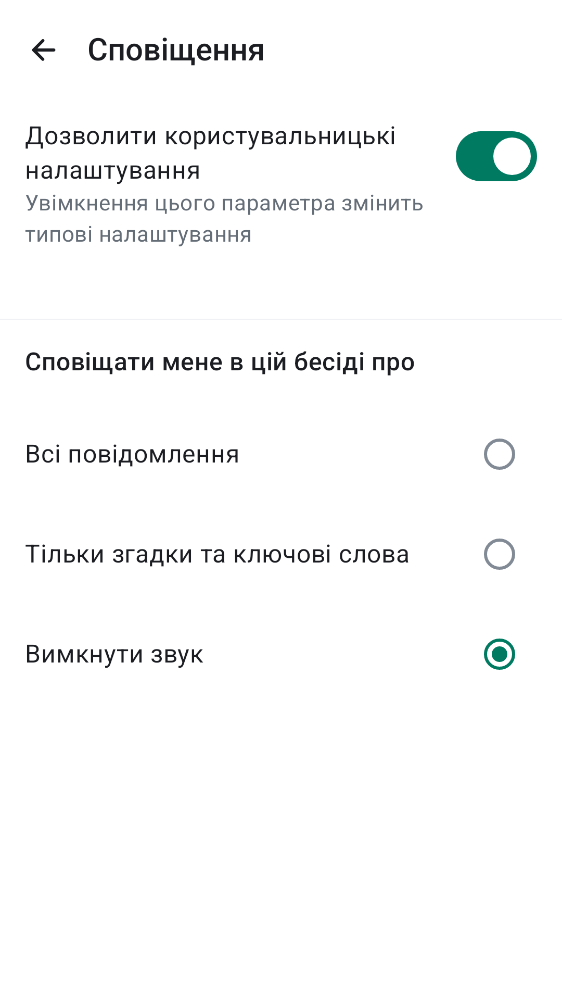 Сповіщення
Дозволити користувальницькі
налаштування
Увімкнення цього параметра змінить
типові налаштування
Сповіщати мене в цій бесіді про
Всі повідомлення
Тільки згадки та ключові слова
Вимкнути звук